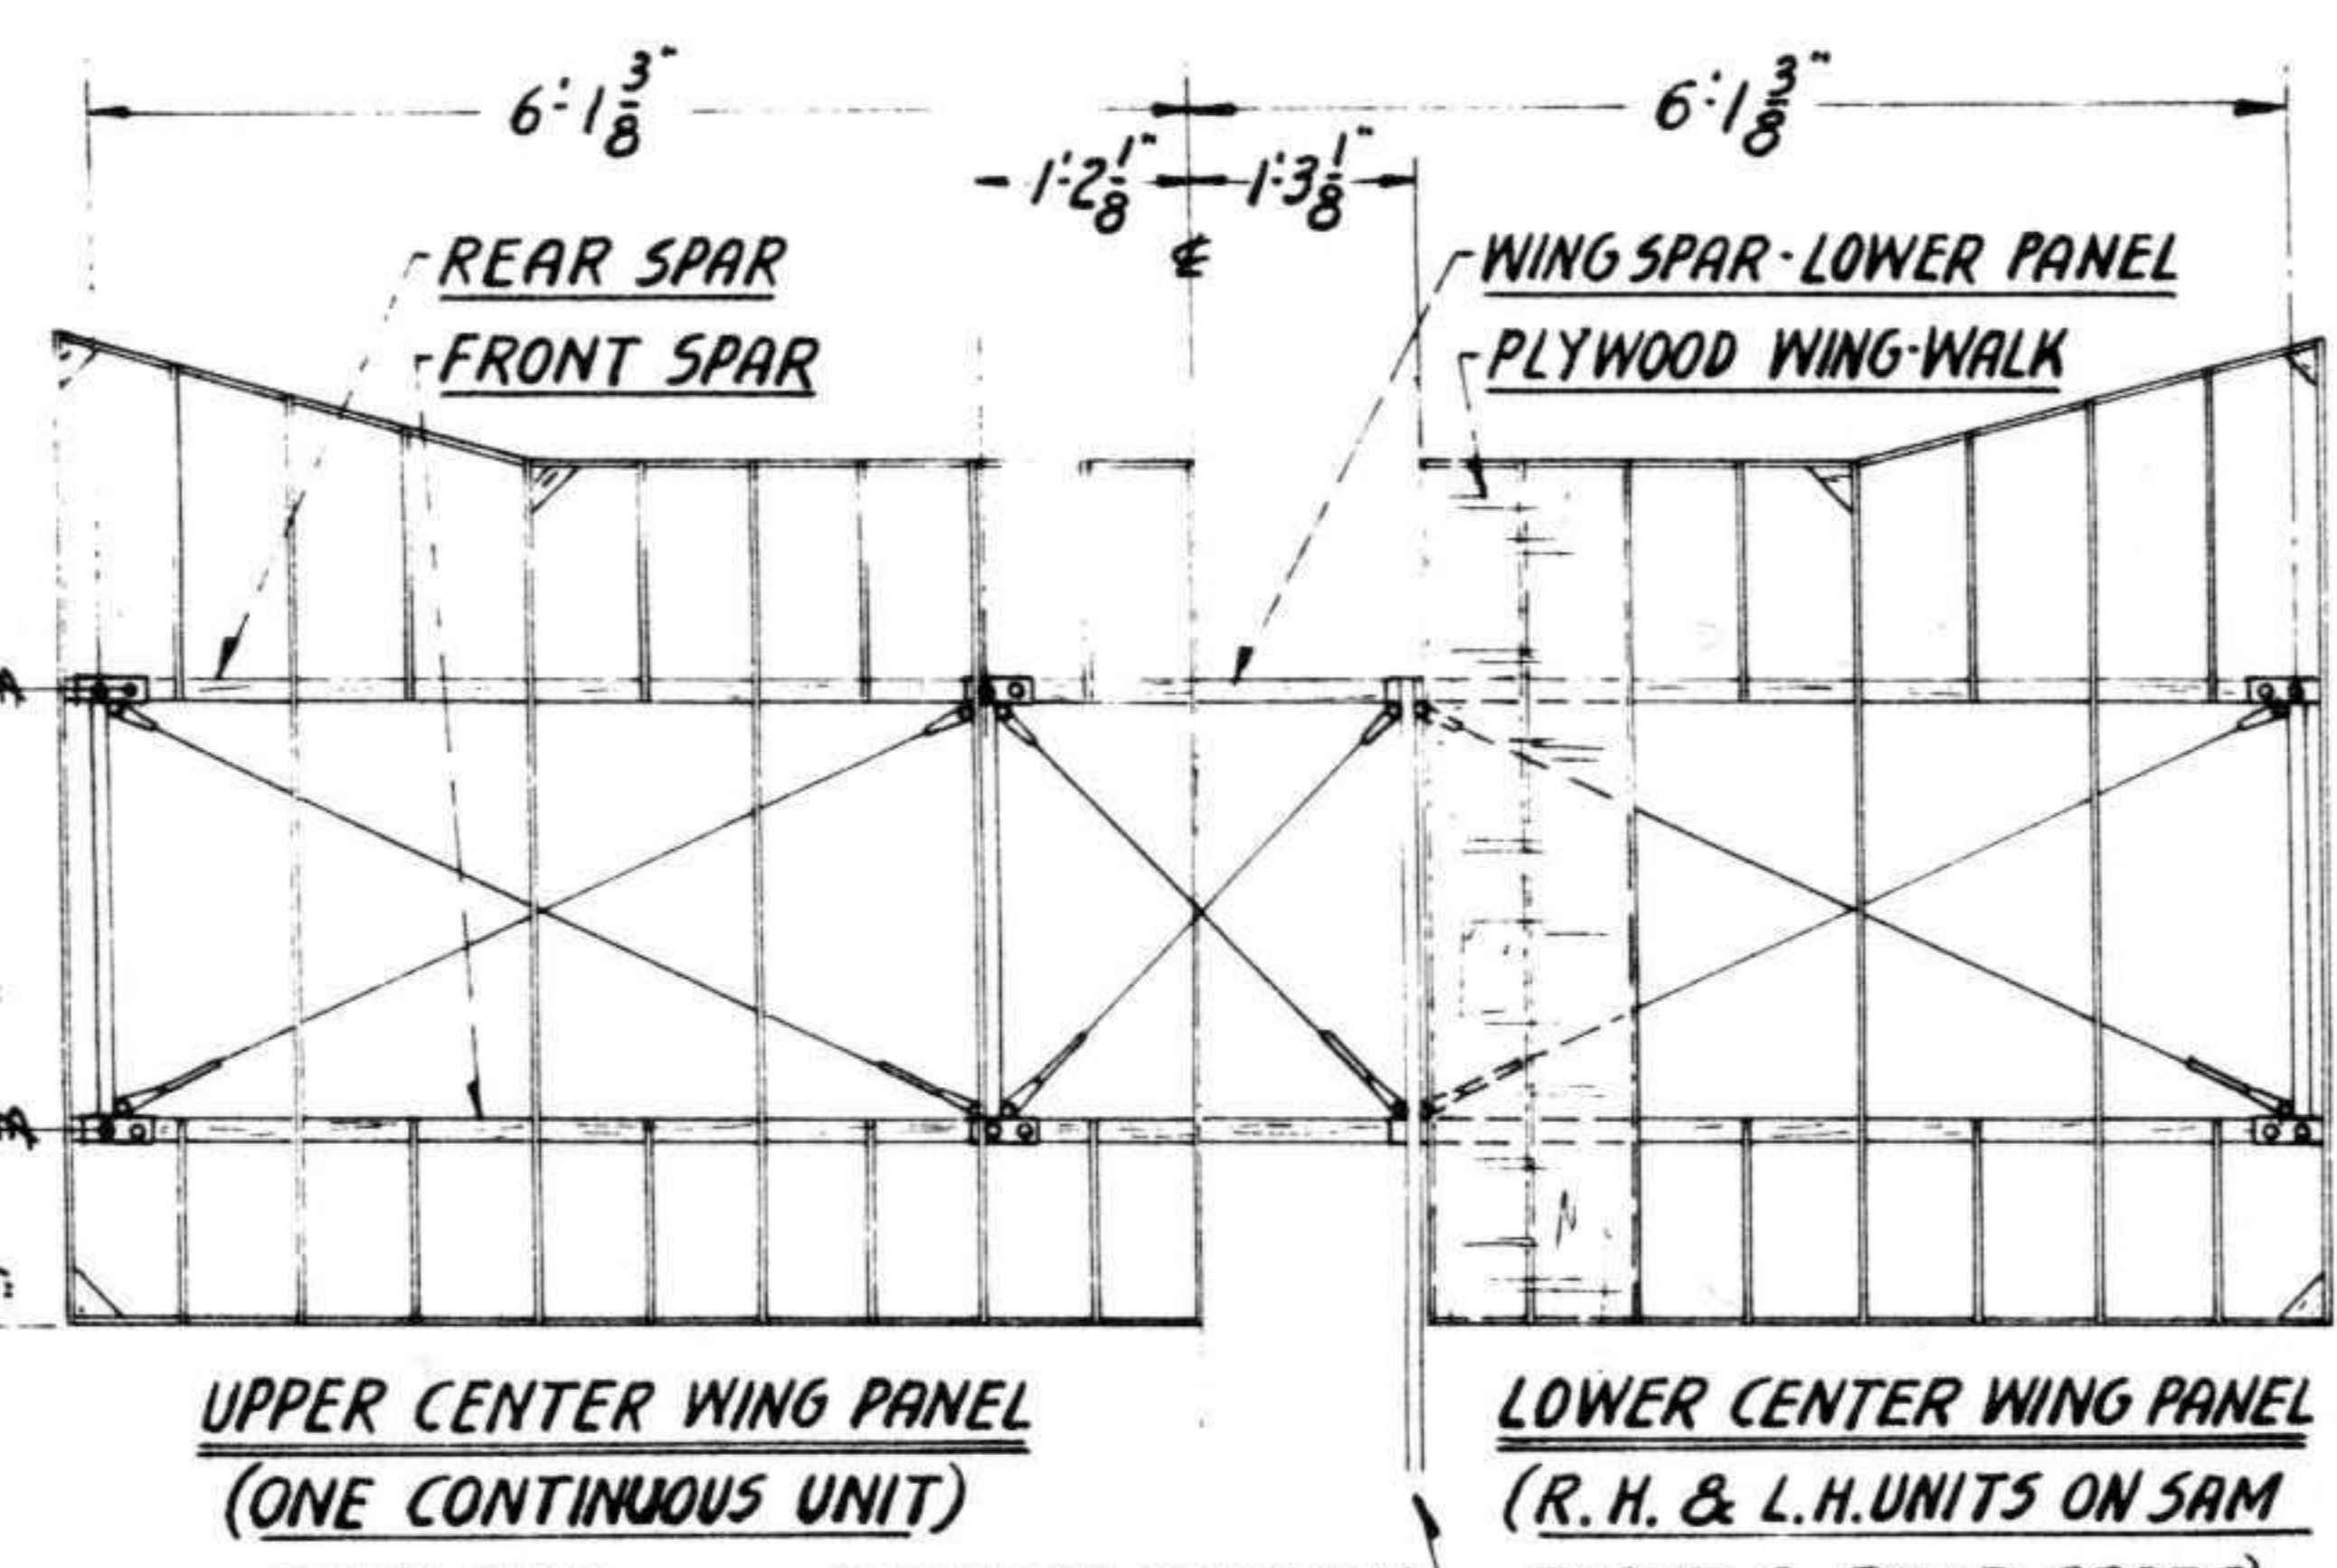 6'-1 3/8" 6'-1 3/8"
1'-2 1/8" 1'-3 1/8"
℄
REAR SPAR
WING SPAR-LOWER PANEL
FRONT SPAR
PLYWOOD WING-WALK
UPPER CENTER WING PANEL
(ONE CONTINUOUS UNIT)
LOWER CENTER WING PANEL
(R.H. & L.H. UNITS ON SAM